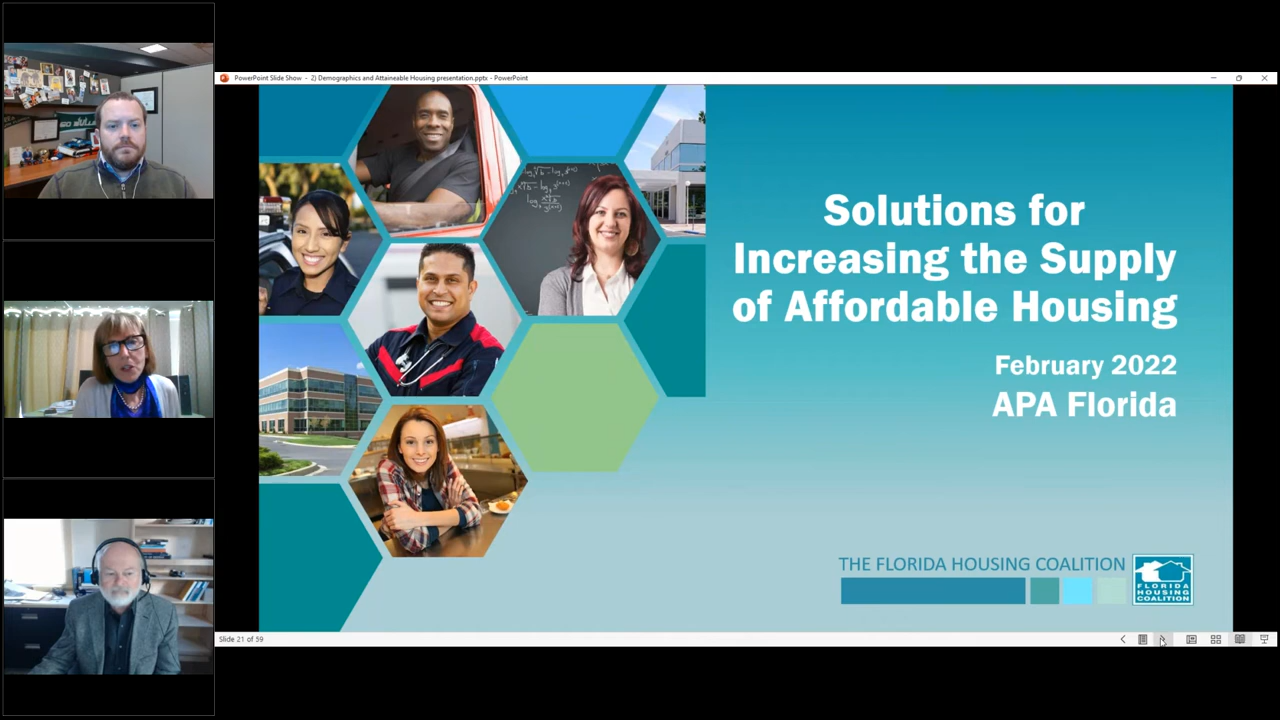 PowerPoint Slide Show - 2) Demographics and Attaineable Housing presentation.pptx - PowerPoint
Solutions for
Increasing the Supply
of Affordable Housing
February 2022
APA Florida
THE FLORIDA HOUSING COALITION
FLORIDA
HOUSING
COALITION
Slide 21 of 59